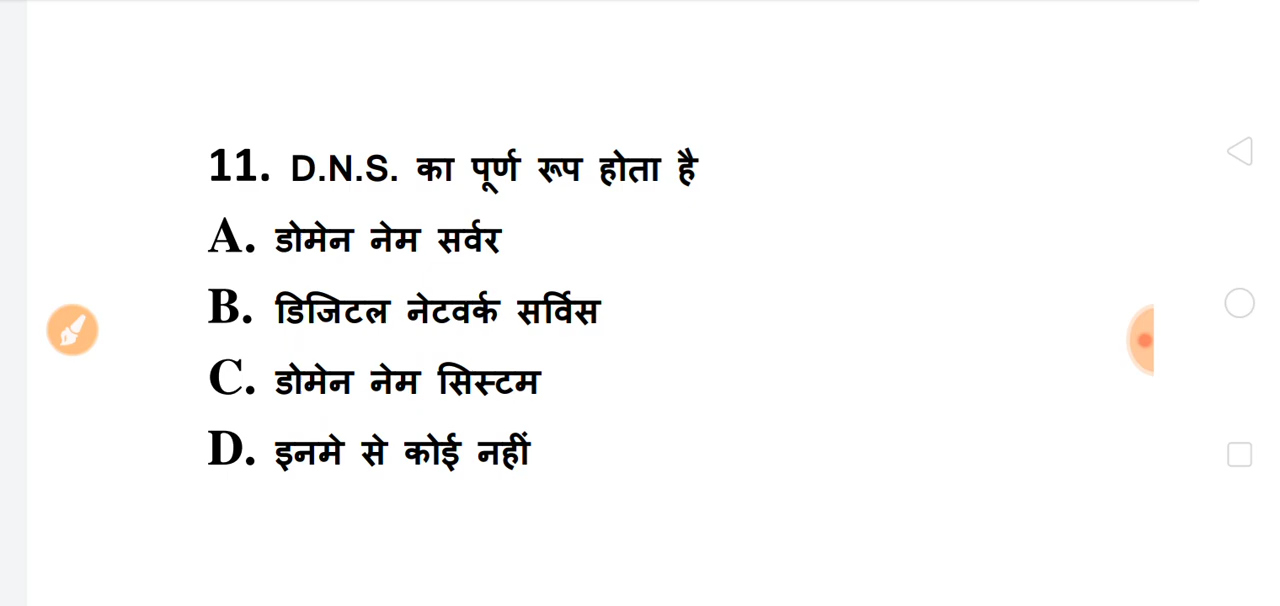 11. D.N.S. का पूर्ण रूप होता है
A. डोमेन नेम सर्वर
B. डिजिटल नेटवर्क सर्विस
C. डोमेन नेम सिस्टम
D. इनमे से कोई नहीं